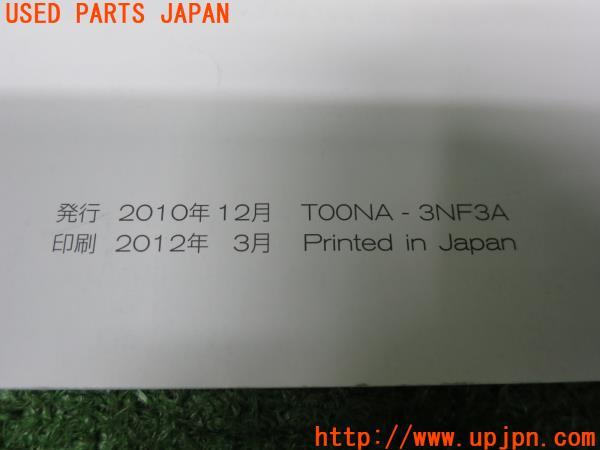 USED PARTS JAPAN
発行 2010年 12月 T00NA - 3NF3A
印刷 2012年 3月 Printed in Japan
http://www.upjpn.com